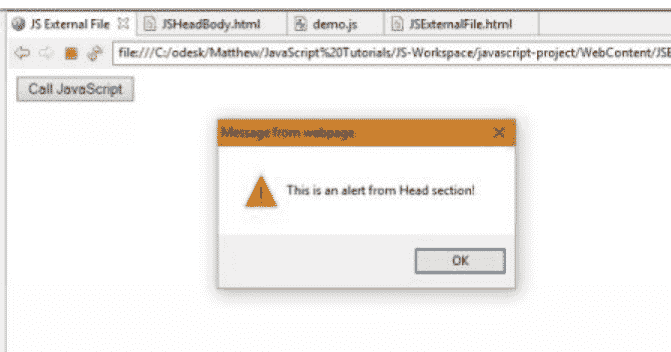 JS External File JSHeadBody.html demo.js JSExternalFile.html
file:///C:/odesk/Matthew/JavaScript%20Tutorials/JS-Workspace/javascript-project/WebContent/JSE
Call JavaScript
Message from webpage
This is an alert from Head section!
OK